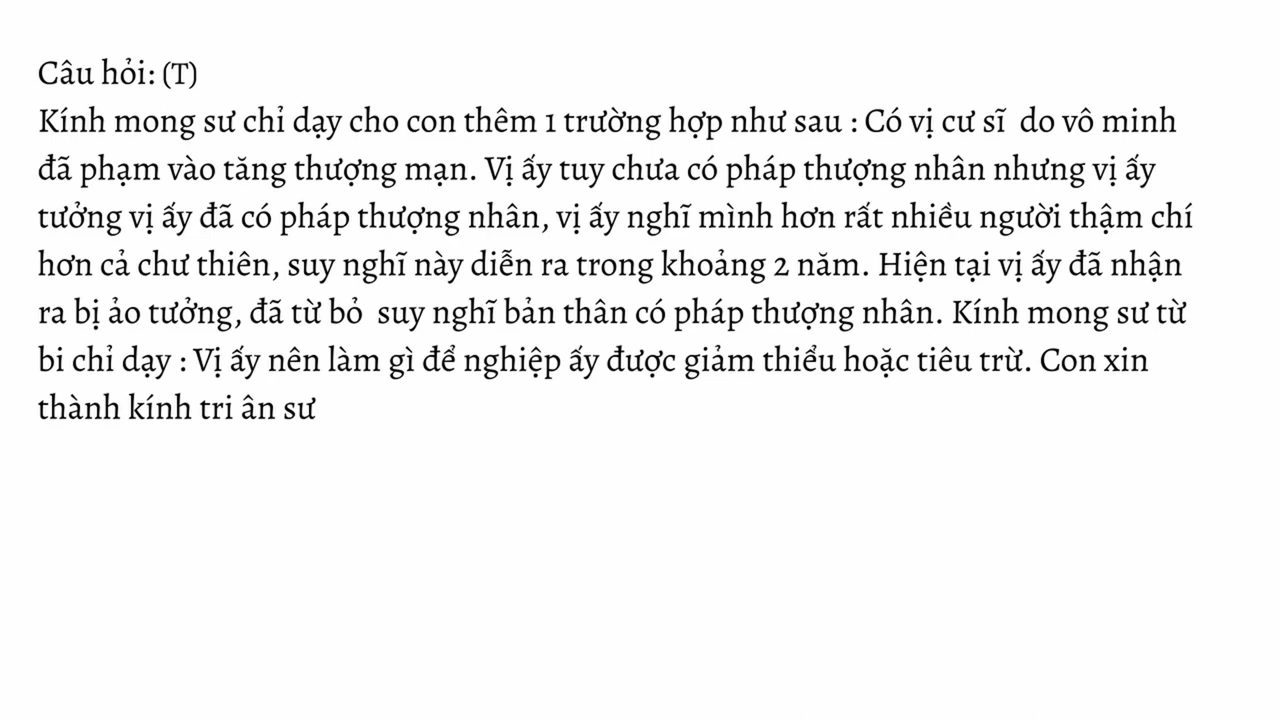 Câu hỏi: (T)
Kính mong sư chỉ dạy cho con thêm 1 trường hợp như sau : Có vị cư sĩ  do vô minh
đã phạm vào tăng thượng mạn. Vị ấy tuy chưa có pháp thượng nhân nhưng vị ấy
tưởng vị ấy đã có pháp thượng nhân, vị ấy nghĩ mình hơn rất nhiều người thậm chí
hơn cả chư thiên, suy nghĩ này diễn ra trong khoảng 2 năm. Hiện tại vị ấy đã nhận
ra bị ảo tưởng, đã từ bỏ  suy nghĩ bản thân có pháp thượng nhân. Kính mong sư từ
bi chỉ dạy : Vị ấy nên làm gì để nghiệp ấy được giảm thiểu hoặc tiêu trừ. Con xin
thành kính tri ân sư